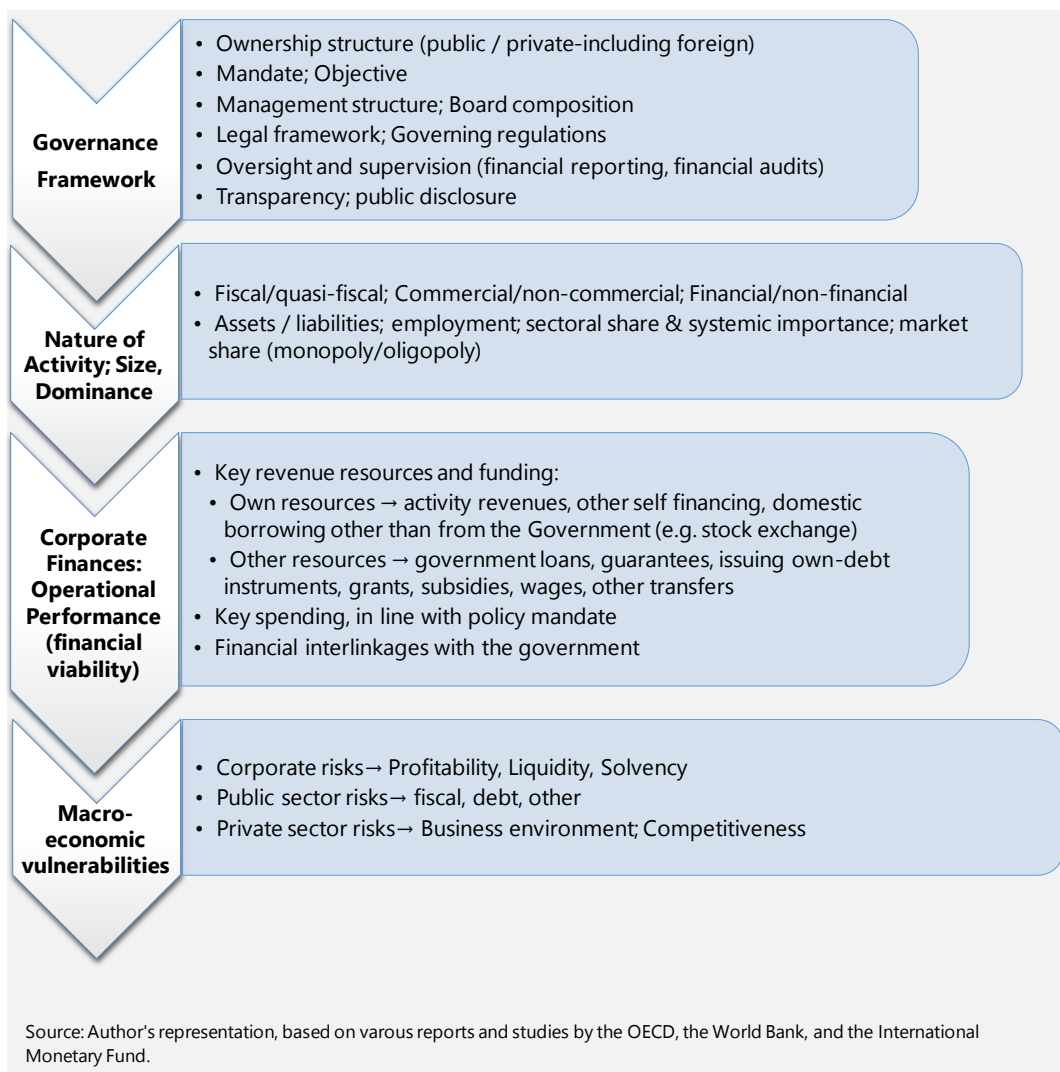 Governance
Framework
• Ownership structure (public / private-including foreign)
• Mandate; Objective
• Management structure; Board composition
• Legal framework; Governing regulations
• Oversight and supervision (financial reporting, financial audits)
• Transparency; public disclosure
Nature of
Activity; Size,
Dominance
• Fiscal/quasi-fiscal; Commercial/non-commercial; Financial/non-financial
• Assets / liabilities; employment; sectoral share & systemic importance; market
share (monopoly/oligopoly)
Corporate
Finances:
Operational
Performance
(financial
viability)
• Key revenue resources and funding:
• Own resources → activity revenues, other self financing, domestic
borrowing other than from the Government (e.g. stock exchange)
• Other resources → government loans, guarantees, issuing own-debt
instruments, grants, subsidies, wages, other transfers
• Key spending, in line with policy mandate
• Financial interlinkages with the government
Macro-
economic
vulnerabilities
• Corporate risks→ Profitability, Liquidity, Solvency
• Public sector risks→ fiscal, debt, other
• Private sector risks→ Business environment; Competitiveness
Source: Author's representation, based on varous reports and studies by the OECD, the World Bank, and the International
Monetary Fund.